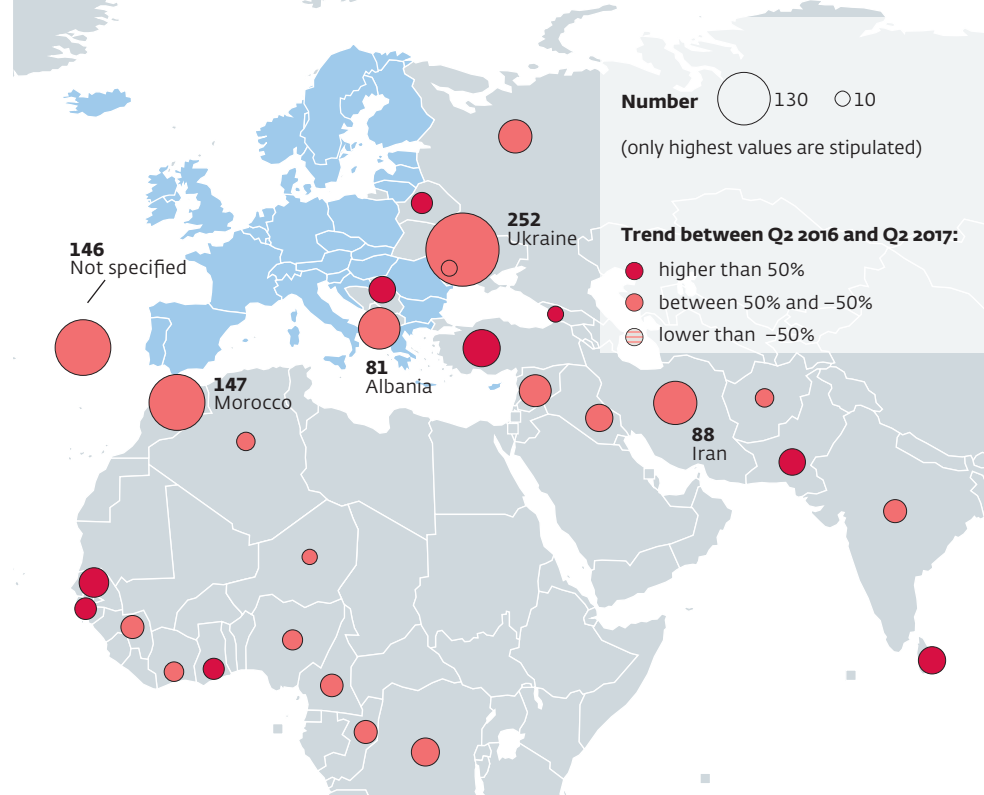 Number 130 10
(only highest values are stipulated)
Trend between Q2 2016 and Q2 2017:
higher than 50%
between 50% and −50%
lower than −50%
252
Ukraine
146
Not specified
81
Albania
147
Morocco
88
Iran